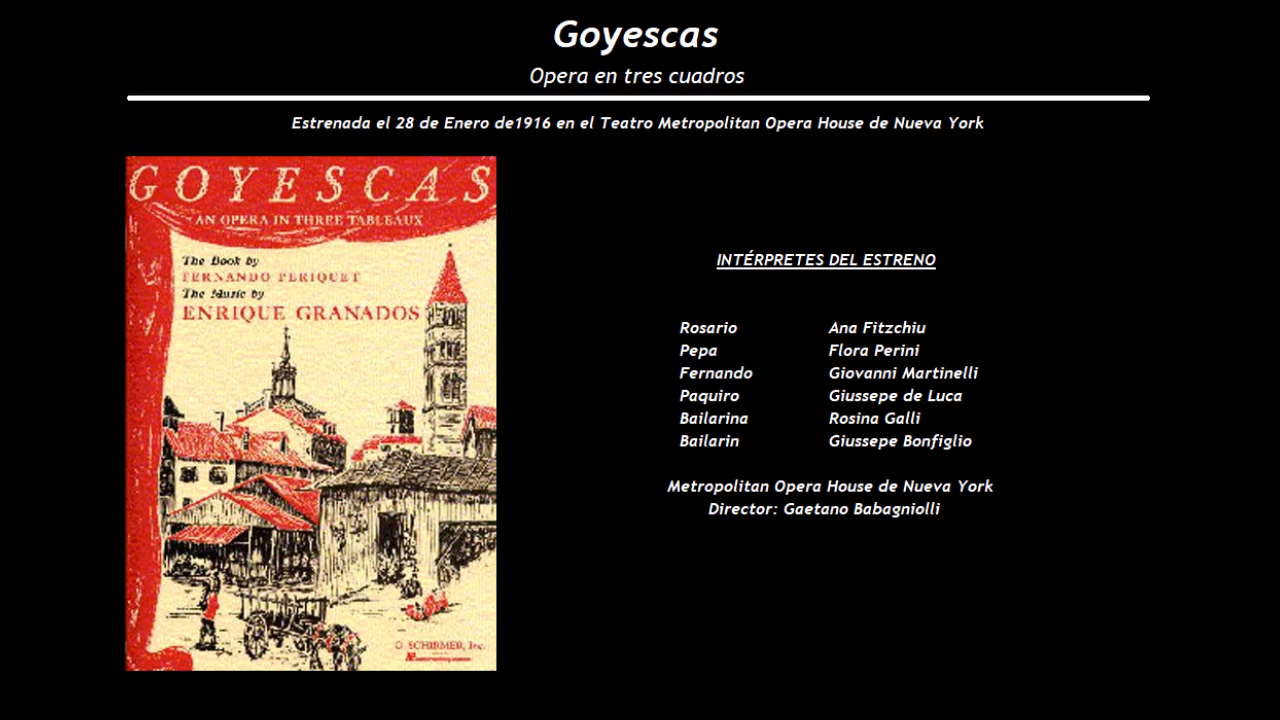 Goyescas
Opera en tres cuadros
Estrenada el 28 de Enero de1916 en el Teatro Metropolitan Opera House de Nueva York
GOYESCAS
AN OPERA IN THREE TABLEAUX
The Book by
FERNANDO PERIQUET
The Music by
ENRIQUE GRANADOS
G. SCHIRMER, Inc.
INTÉRPRETES DEL ESTRENO
Rosario Ana Fitzchiu
Pepa Flora Perini
Fernando Giovanni Martinelli
Paquiro Giussepe de Luca
Bailarina Rosina Galli
Bailarin Giussepe Bonfiglio
Metropolitan Opera House de Nueva York
Director: Gaetano Babagniolli